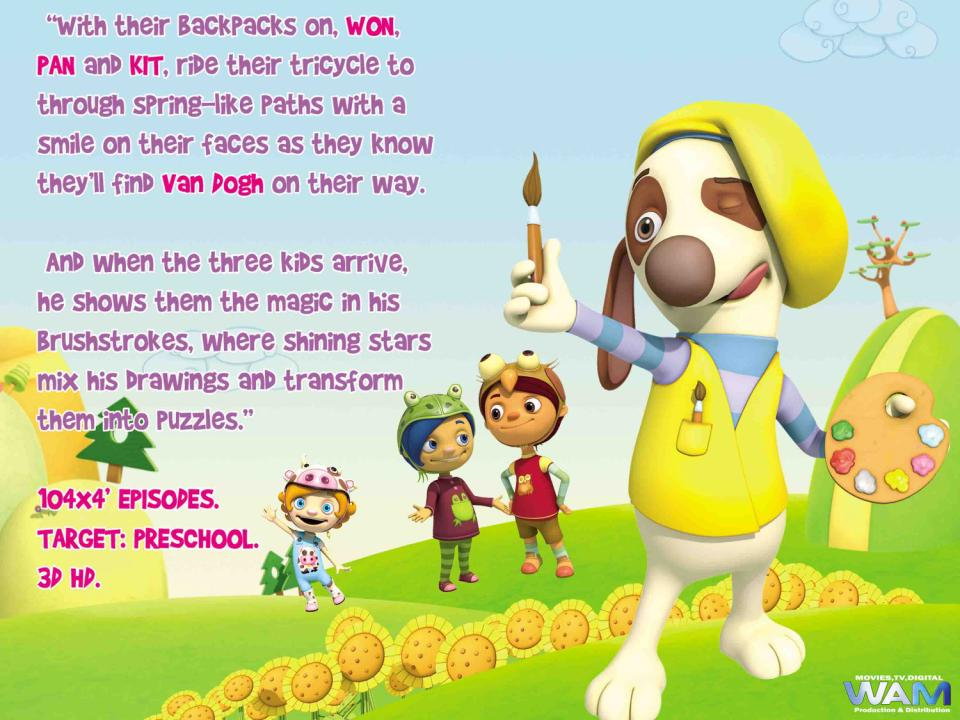 “With their Backpacks on, WON,
PAN and KIT, ride their tricycle to
through spring-like paths with a
smile on their faces as they know
they’ll find Van Dogh on their way.
And when the three kids arrive,
he shows them the magic in his
Brushstrokes, where shining stars
mix his Drawings and transform
them into Puzzles.”
104x4’ EPISODES.
TARGET: PRESCHOOL.
3D HD.
MOVIES,TV,DIGITAL
WAM
Production & Distribution